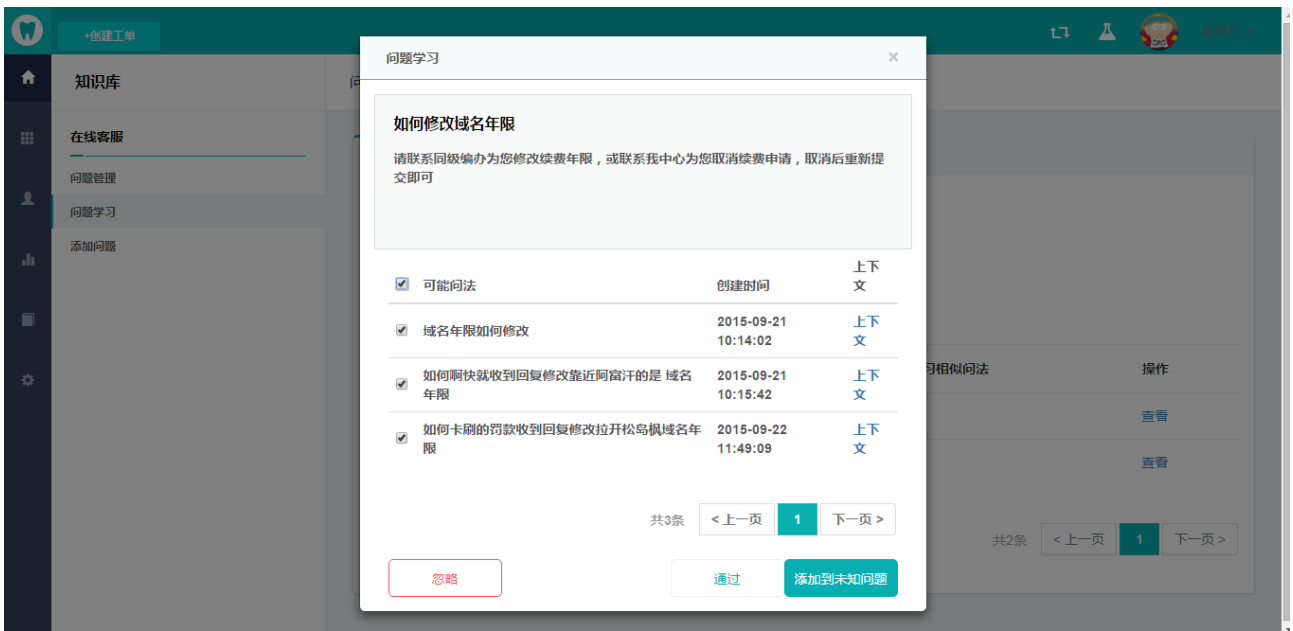 +创建工单
知识库
在线客服
问题管理
问题学习
添加问题
问题学习
×
如何修改域名年限
请联系同级编办为您修改续费年限，或联系我中心为您取消续费申请，取消后重新提
交即可
可能问法 创建时间 上下
文
域名年限如何修改 2015-09-21
10:14:02 上下
文
如何啊快就收到回复修改靠近阿富汗的是 域名
年限 2015-09-21
10:15:42 上下
文
如何卡刷的罚款收到回复修改拉开松岛枫域名年
限 2015-09-22
11:49:09 上下
文
共3条 <上一页 1 下一页>
忽略 通过 添加到未知问题
相似问法 操作
查看
查看
共2条 <上一页 1 下一页>